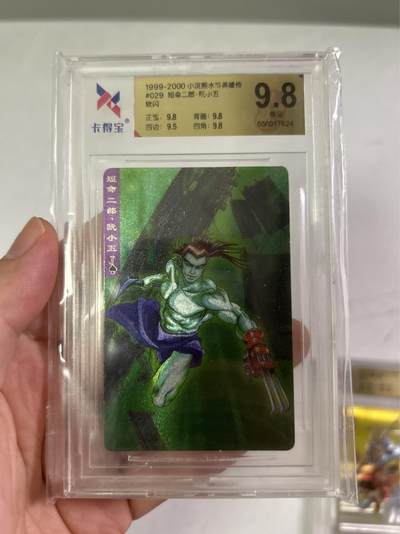 1999-2000 小浣熊水浒英雄传
#029 短命二郎·阮小五
软闪
9.8
正面: 9.8 背面: 9.8
四边: 9.5 四角: 9.8
卡得宝
短命二郎·阮小五